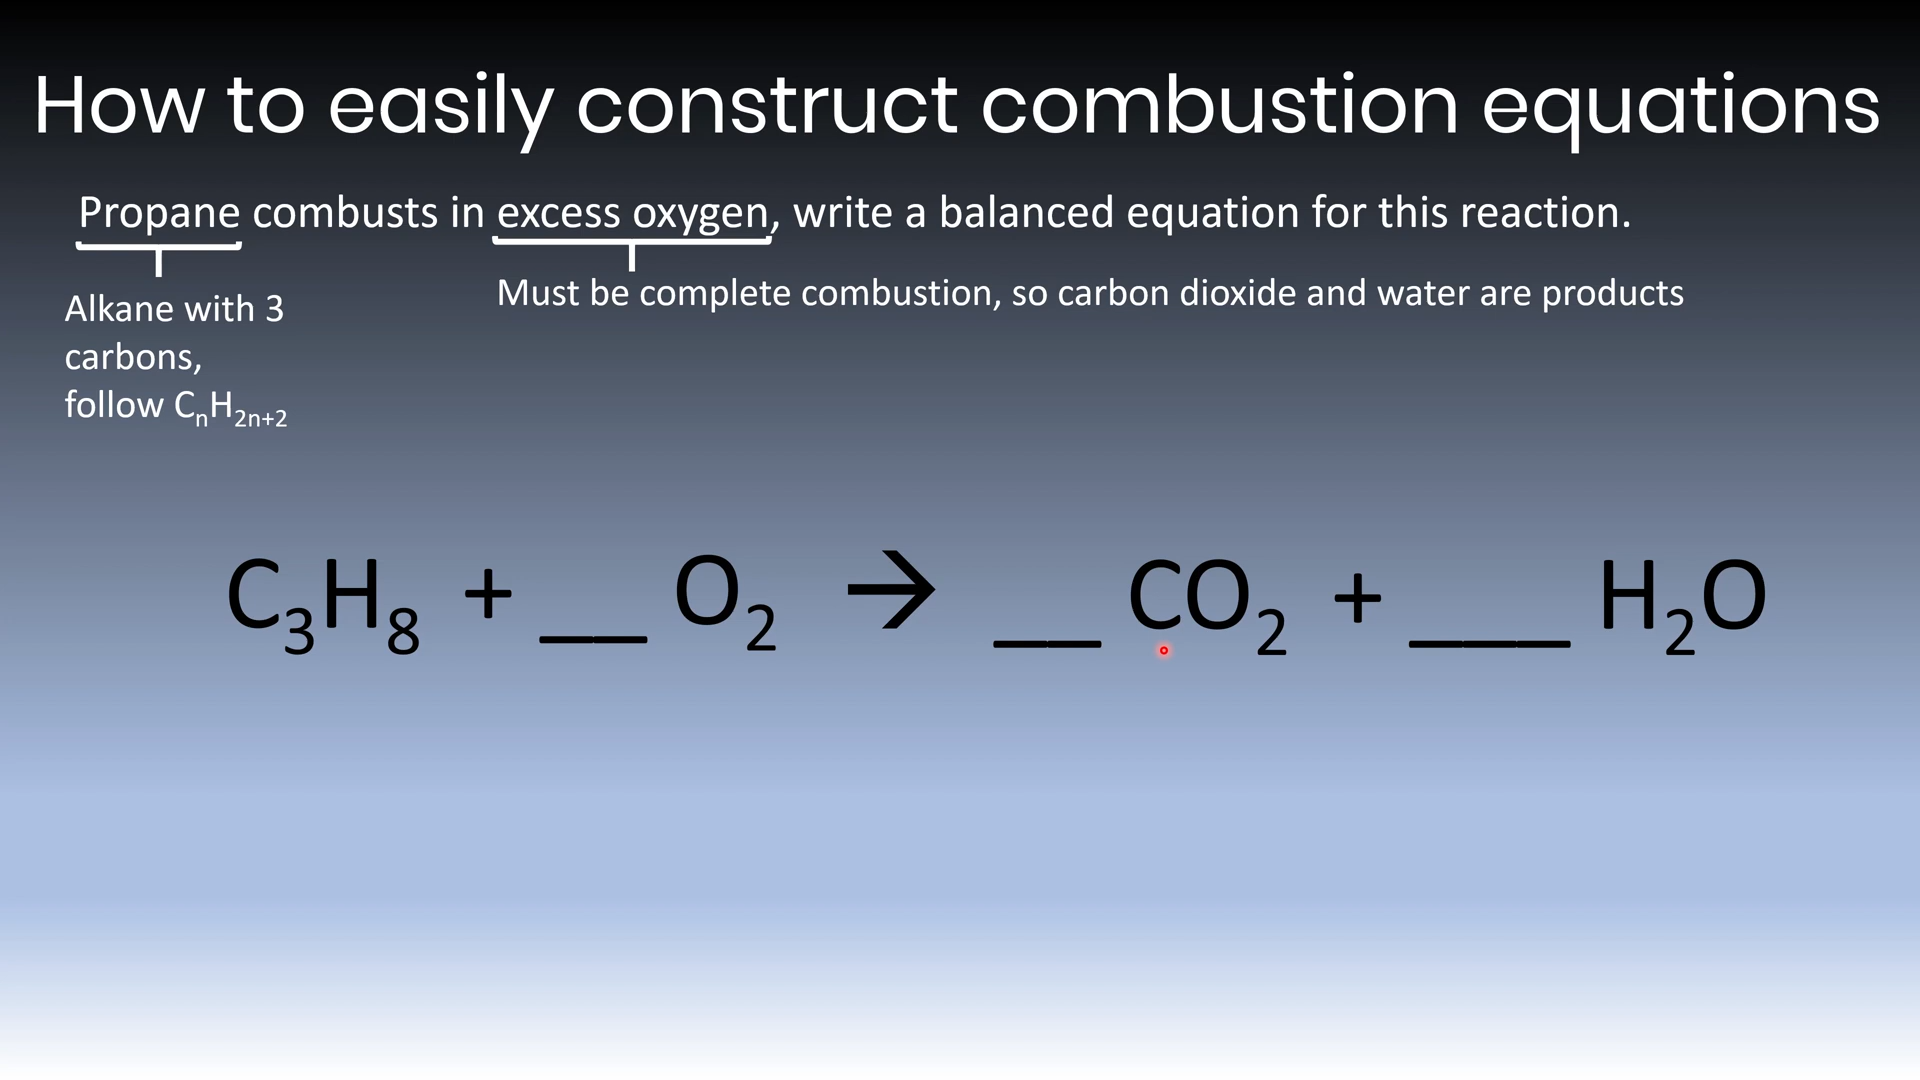 How to easily construct combustion equations
Propane combusts in excess oxygen, write a balanced equation for this reaction.
Must be complete combustion, so carbon dioxide and water are products
Alkane with 3
carbons,
follow CₙH₂ₙ₊₂
C₃H₈ + __ O₂ → __ CO₂ + ___ H₂O